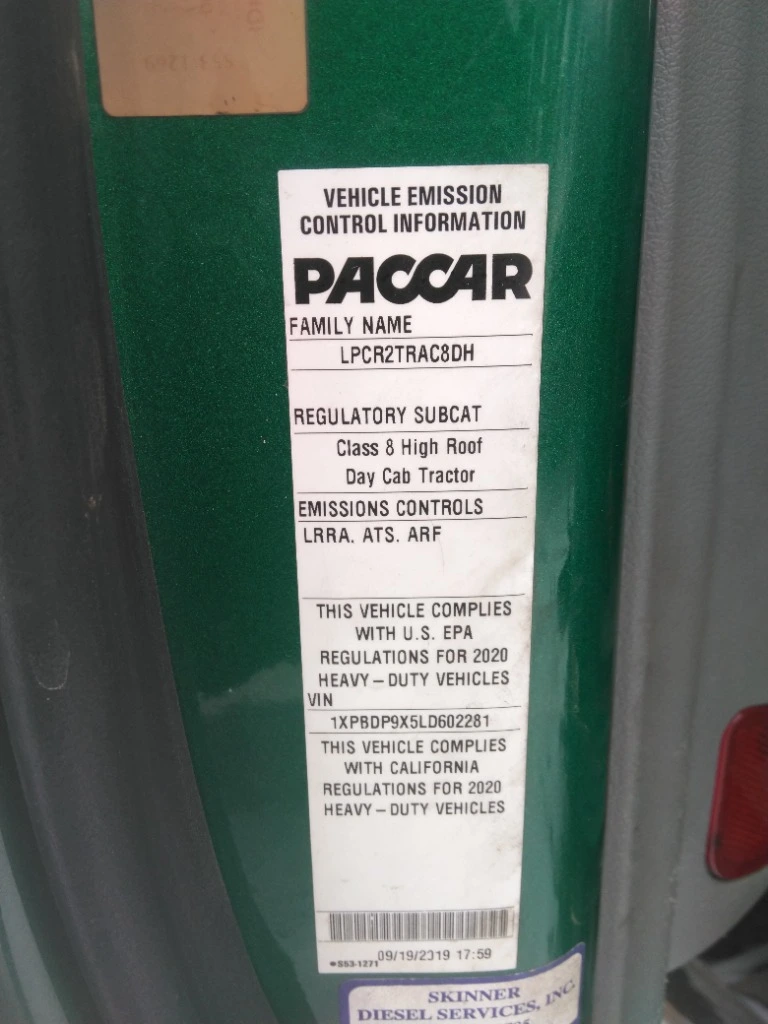 VEHICLE EMISSION
CONTROL INFORMATION
PACCAR
FAMILY NAME
LPCR2TRAC8DH
REGULATORY SUBCAT
Class 8 High Roof
Day Cab Tractor
EMISSIONS CONTROLS
LRRA. ATS. ARF
THIS VEHICLE COMPLIES
WITH U.S. EPA
REGULATIONS FOR 2020
HEAVY-DUTY VEHICLES
VIN
1XPBDP9X5LD602281
THIS VEHICLE COMPLIES
WITH CALIFORNIA
REGULATIONS FOR 2020
HEAVY-DUTY VEHICLES
09/19/2019 17:59
S53-1271
SKINNER
DIESEL SERVICES, INC.